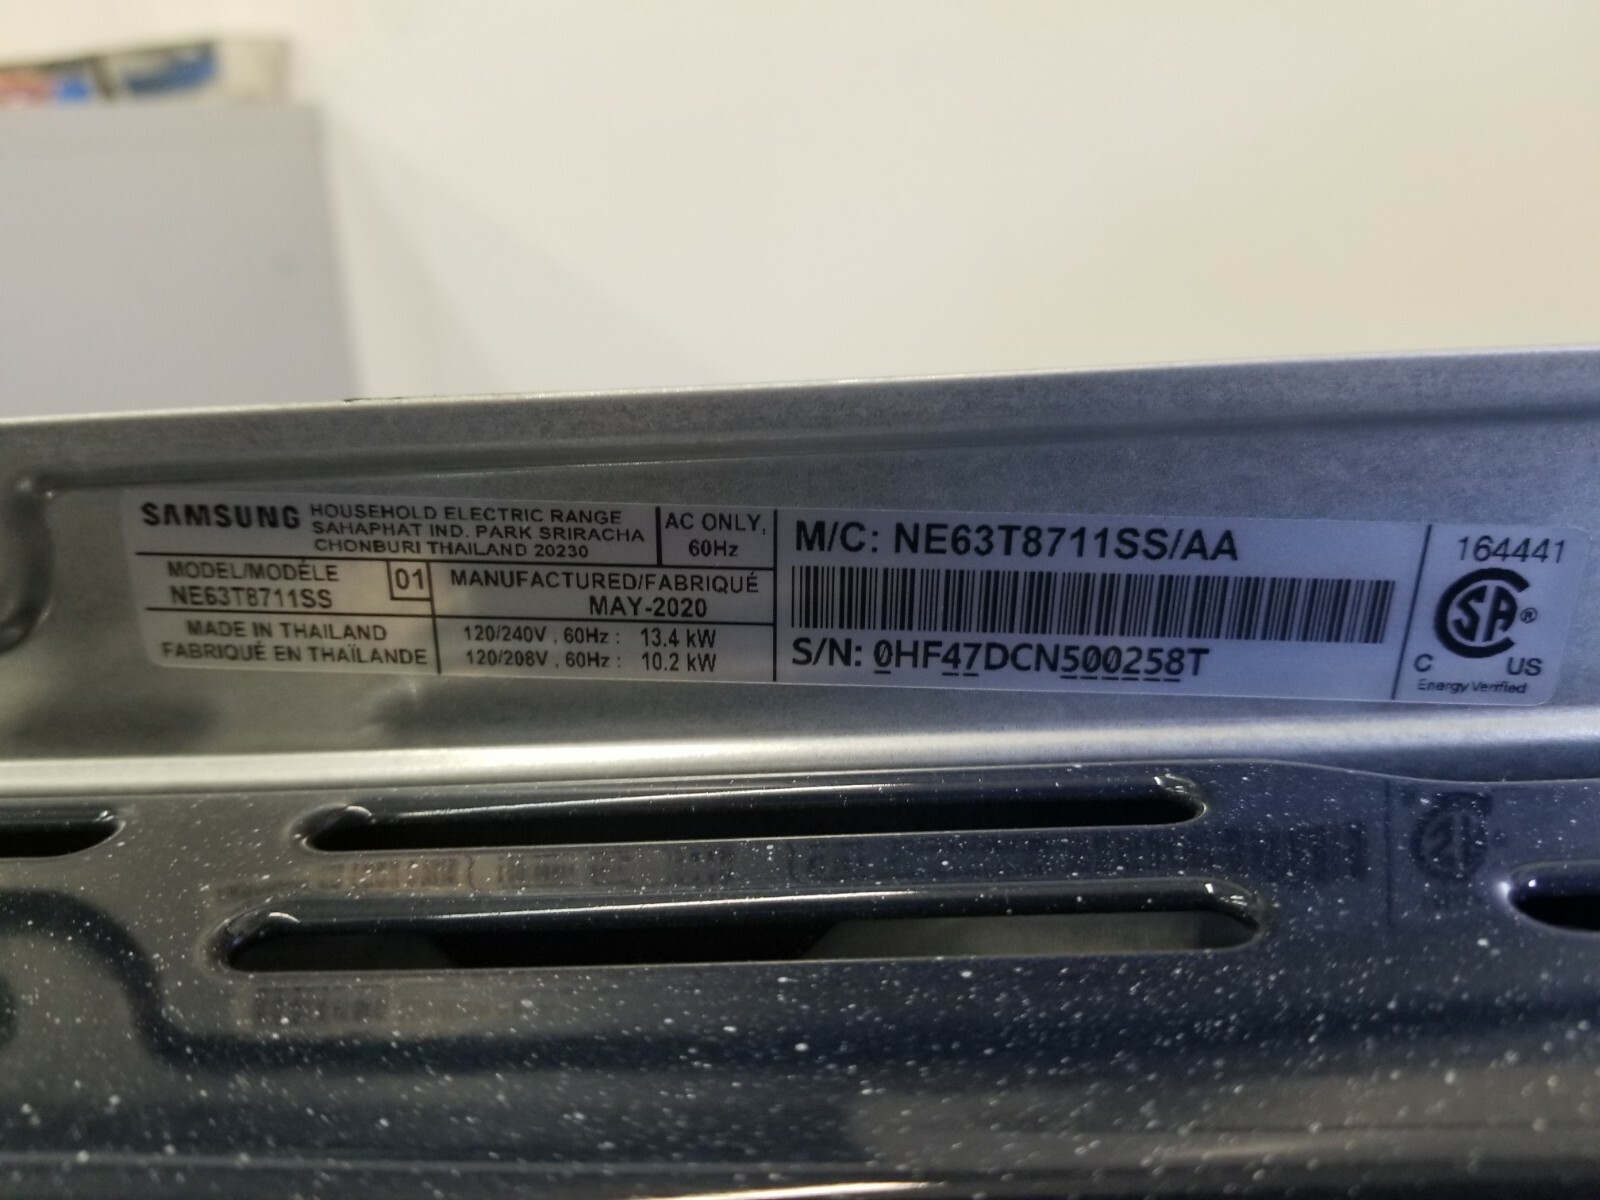 SAMSUNG
HOUSEHOLD ELECTRIC RANGE
SAHAPHAT IND. PARK SRIRACHA
CHONBURI THAILAND 20230
AC ONLY,
60Hz
MODEL/MODÉLE
NE63T8711SS
01
MANUFACTURED/FABRIQUÉ
MAY-2020
MADE IN THAILAND
FABRIQUÉ EN THAÏLANDE
120/240V , 60Hz : 13.4 kW
120/208V , 60Hz : 10.2 kW
M/C: NE63T8711SS/AA
S/N: 0HF47DCN500258T
164441
SA ®
C US
Energy Verified